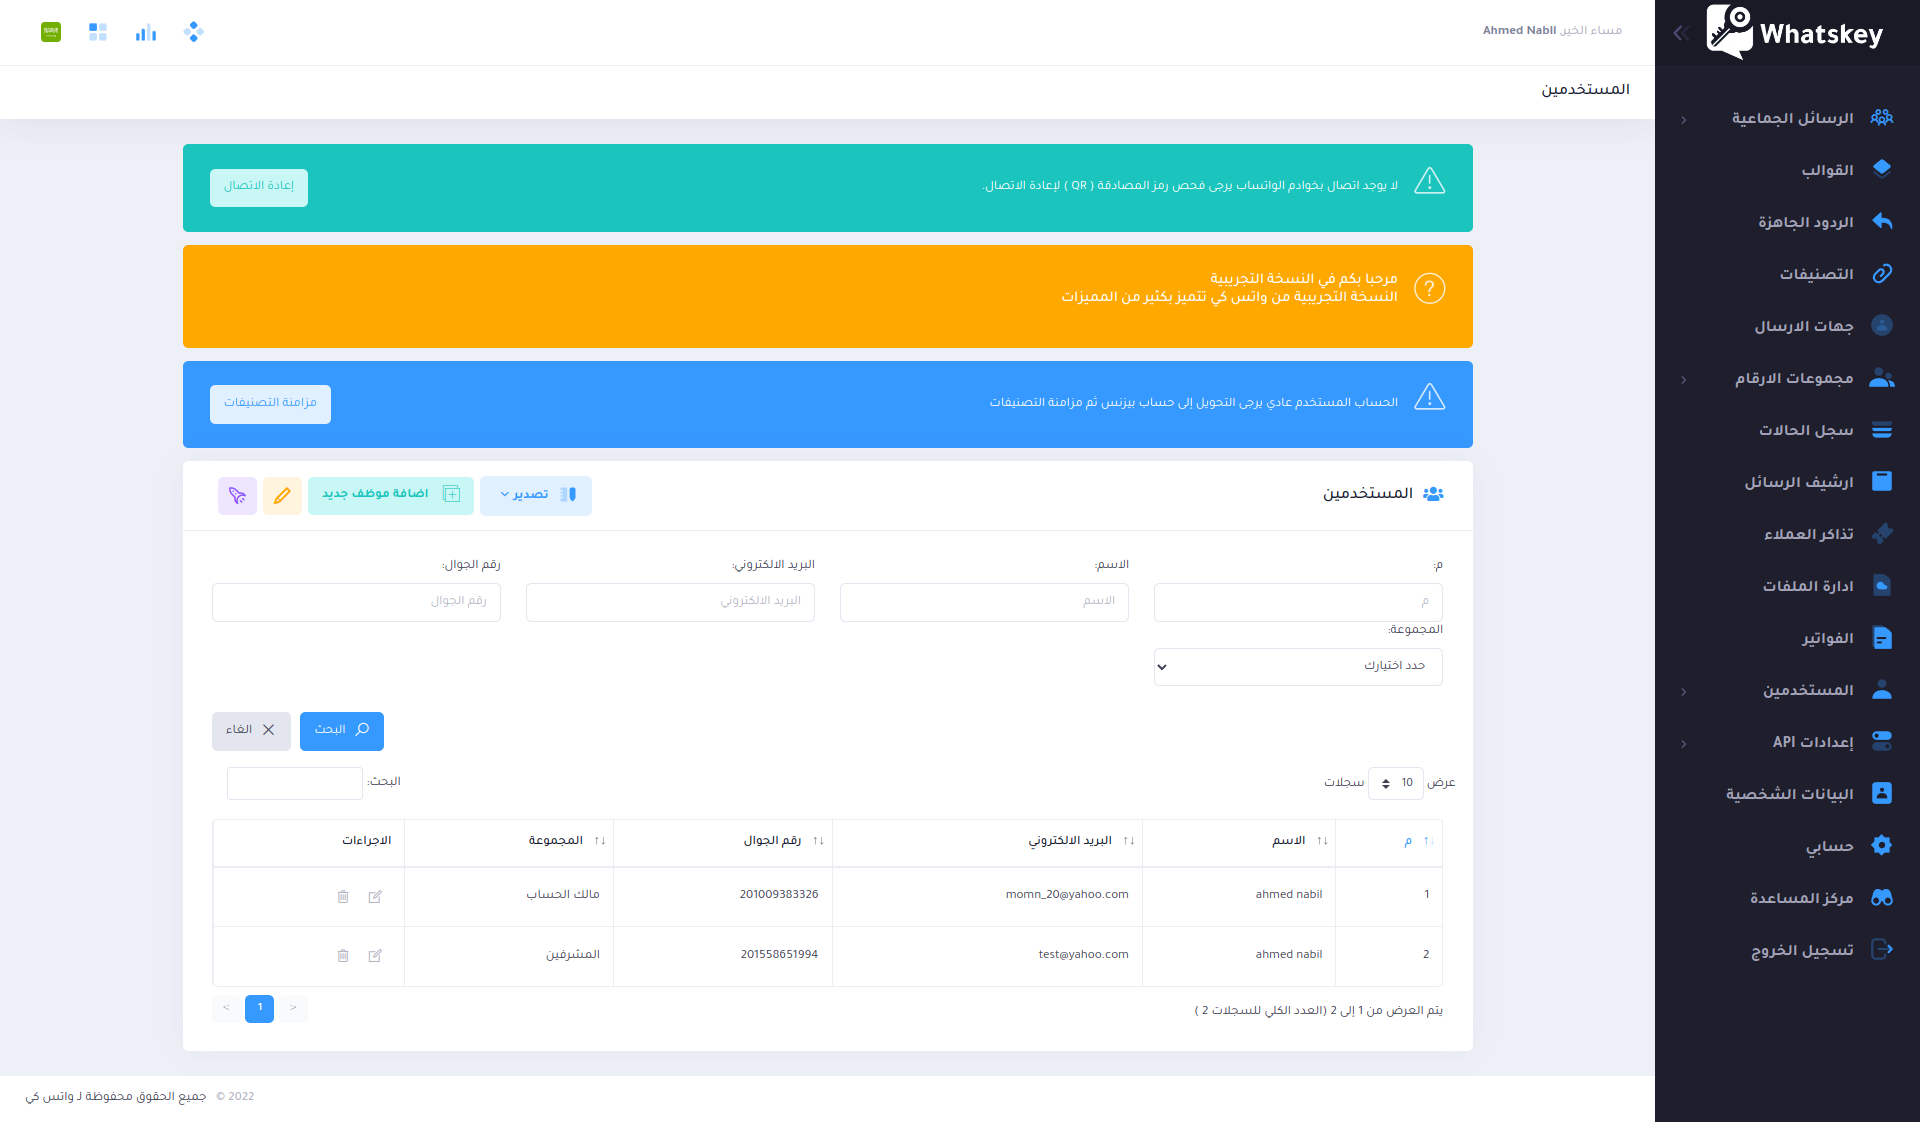 Whatskey
مساء الخير, Ahmed Nabil
المستخدمين
الرسائل الجماعية
القوالب
الردود الجاهزة
التصنيفات
جهات الارسال
مجموعات الارقام
سجل الحالات
ارشيف الرسائل
تذاكر العملاء
ادارة الملفات
الفواتير
المستخدمين
إعدادات API
البيانات الشخصية
حسابي
مركز المساعدة
تسجيل الخروج
لا يوجد اتصال بخوادم الواتساب يرجى فحص رمز المصادقة ( QR ) لإعادة الاتصال.
إعادة الاتصال
مرحبا بكم في النسخة التجريبية
النسخة التجريبية من واتس كي تتميز بكثير من المميزات
الحساب المستخدم عادي يرجى التحويل إلى حساب بيزنس ثم مزامنة التصنيفات
مزامنة التصنيفات
المستخدمين
تصدير
اضافة موظف جديد
م: الاسم: البريد الالكتروني: رقم الجوال:
م الاسم البريد الالكتروني رقم الجوال
المجموعة:
حدد اختيارك
البحث الغاء
عرض 10 سجلات البحث:
م الاسم البريد الالكتروني رقم الجوال المجموعة الاجراءات
1 ahmed nabil momn_20@yahoo.com 201009383326 مالك الحساب
2 ahmed nabil test@yahoo.com 201558651994 المشرفين
يتم العرض من 1 إلى 2 (العدد الكلي للسجلات 2 )
< 1 >
2022 © جميع الحقوق محفوظة لـ واتس كي